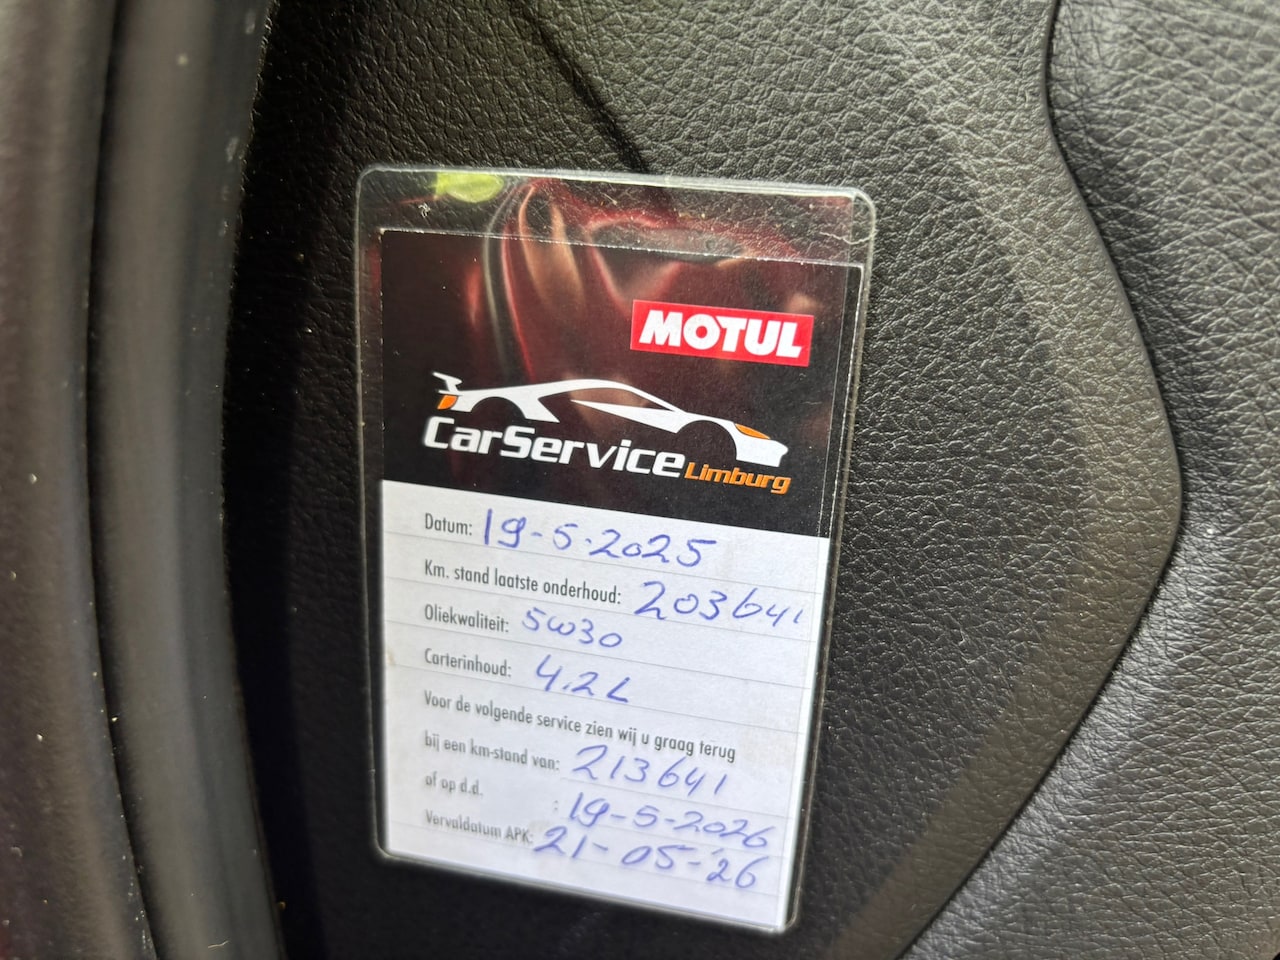 MOTUL
CarService
Limburg
Datum: 19-5-2025
Km. stand laatste onderhoud: 203641
Oliekwaliteit: 5W30
Carterinhoud: 4.2L
Voor de volgende service zien wij u graag terug
bij een km-stand van: 213641
of op d.d. : 19-5-2026
Vervaldatum APK: 21-05-'26